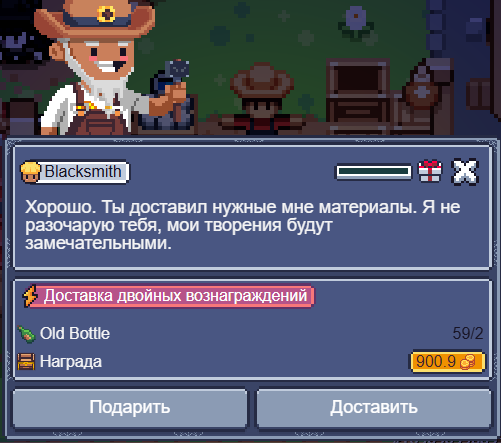 Blacksmith
Хорошо. Ты доставил нужные мне материалы. Я не
разочарую тебя, мои творения будут
замечательными.
Доставка двойных вознаграждений
Old Bottle 59/2
Награда 900.9
Подарить Доставить